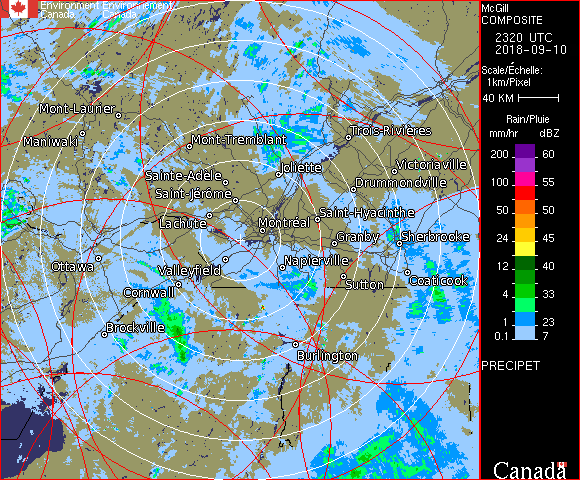 Environment Environnement
Canada Canada
McGill
COMPOSITE
2320 UTC
2018-09-10
Scale/Échelle:
1km/Pixel
40 KM
Rain/Pluie
mm/hr dBZ
200 60
100 55
50 50
24 45
12 40
4 33
1 23
0.1 7
PRECIPET
Canada
Mont-Laurier
Maniwaki
Mont-Tremblant
Trois-Rivières
Joliette
Victoriaville
Sainte-Adèle
Drummondville
Saint-Jérôme
Lachute
Saint-Hyacinthe
Montréal
Granby
Sherbrooke
Ottawa
Valleyfield
Napierville
Sutton
Coaticook
Cornwall
Brockville
Burlington